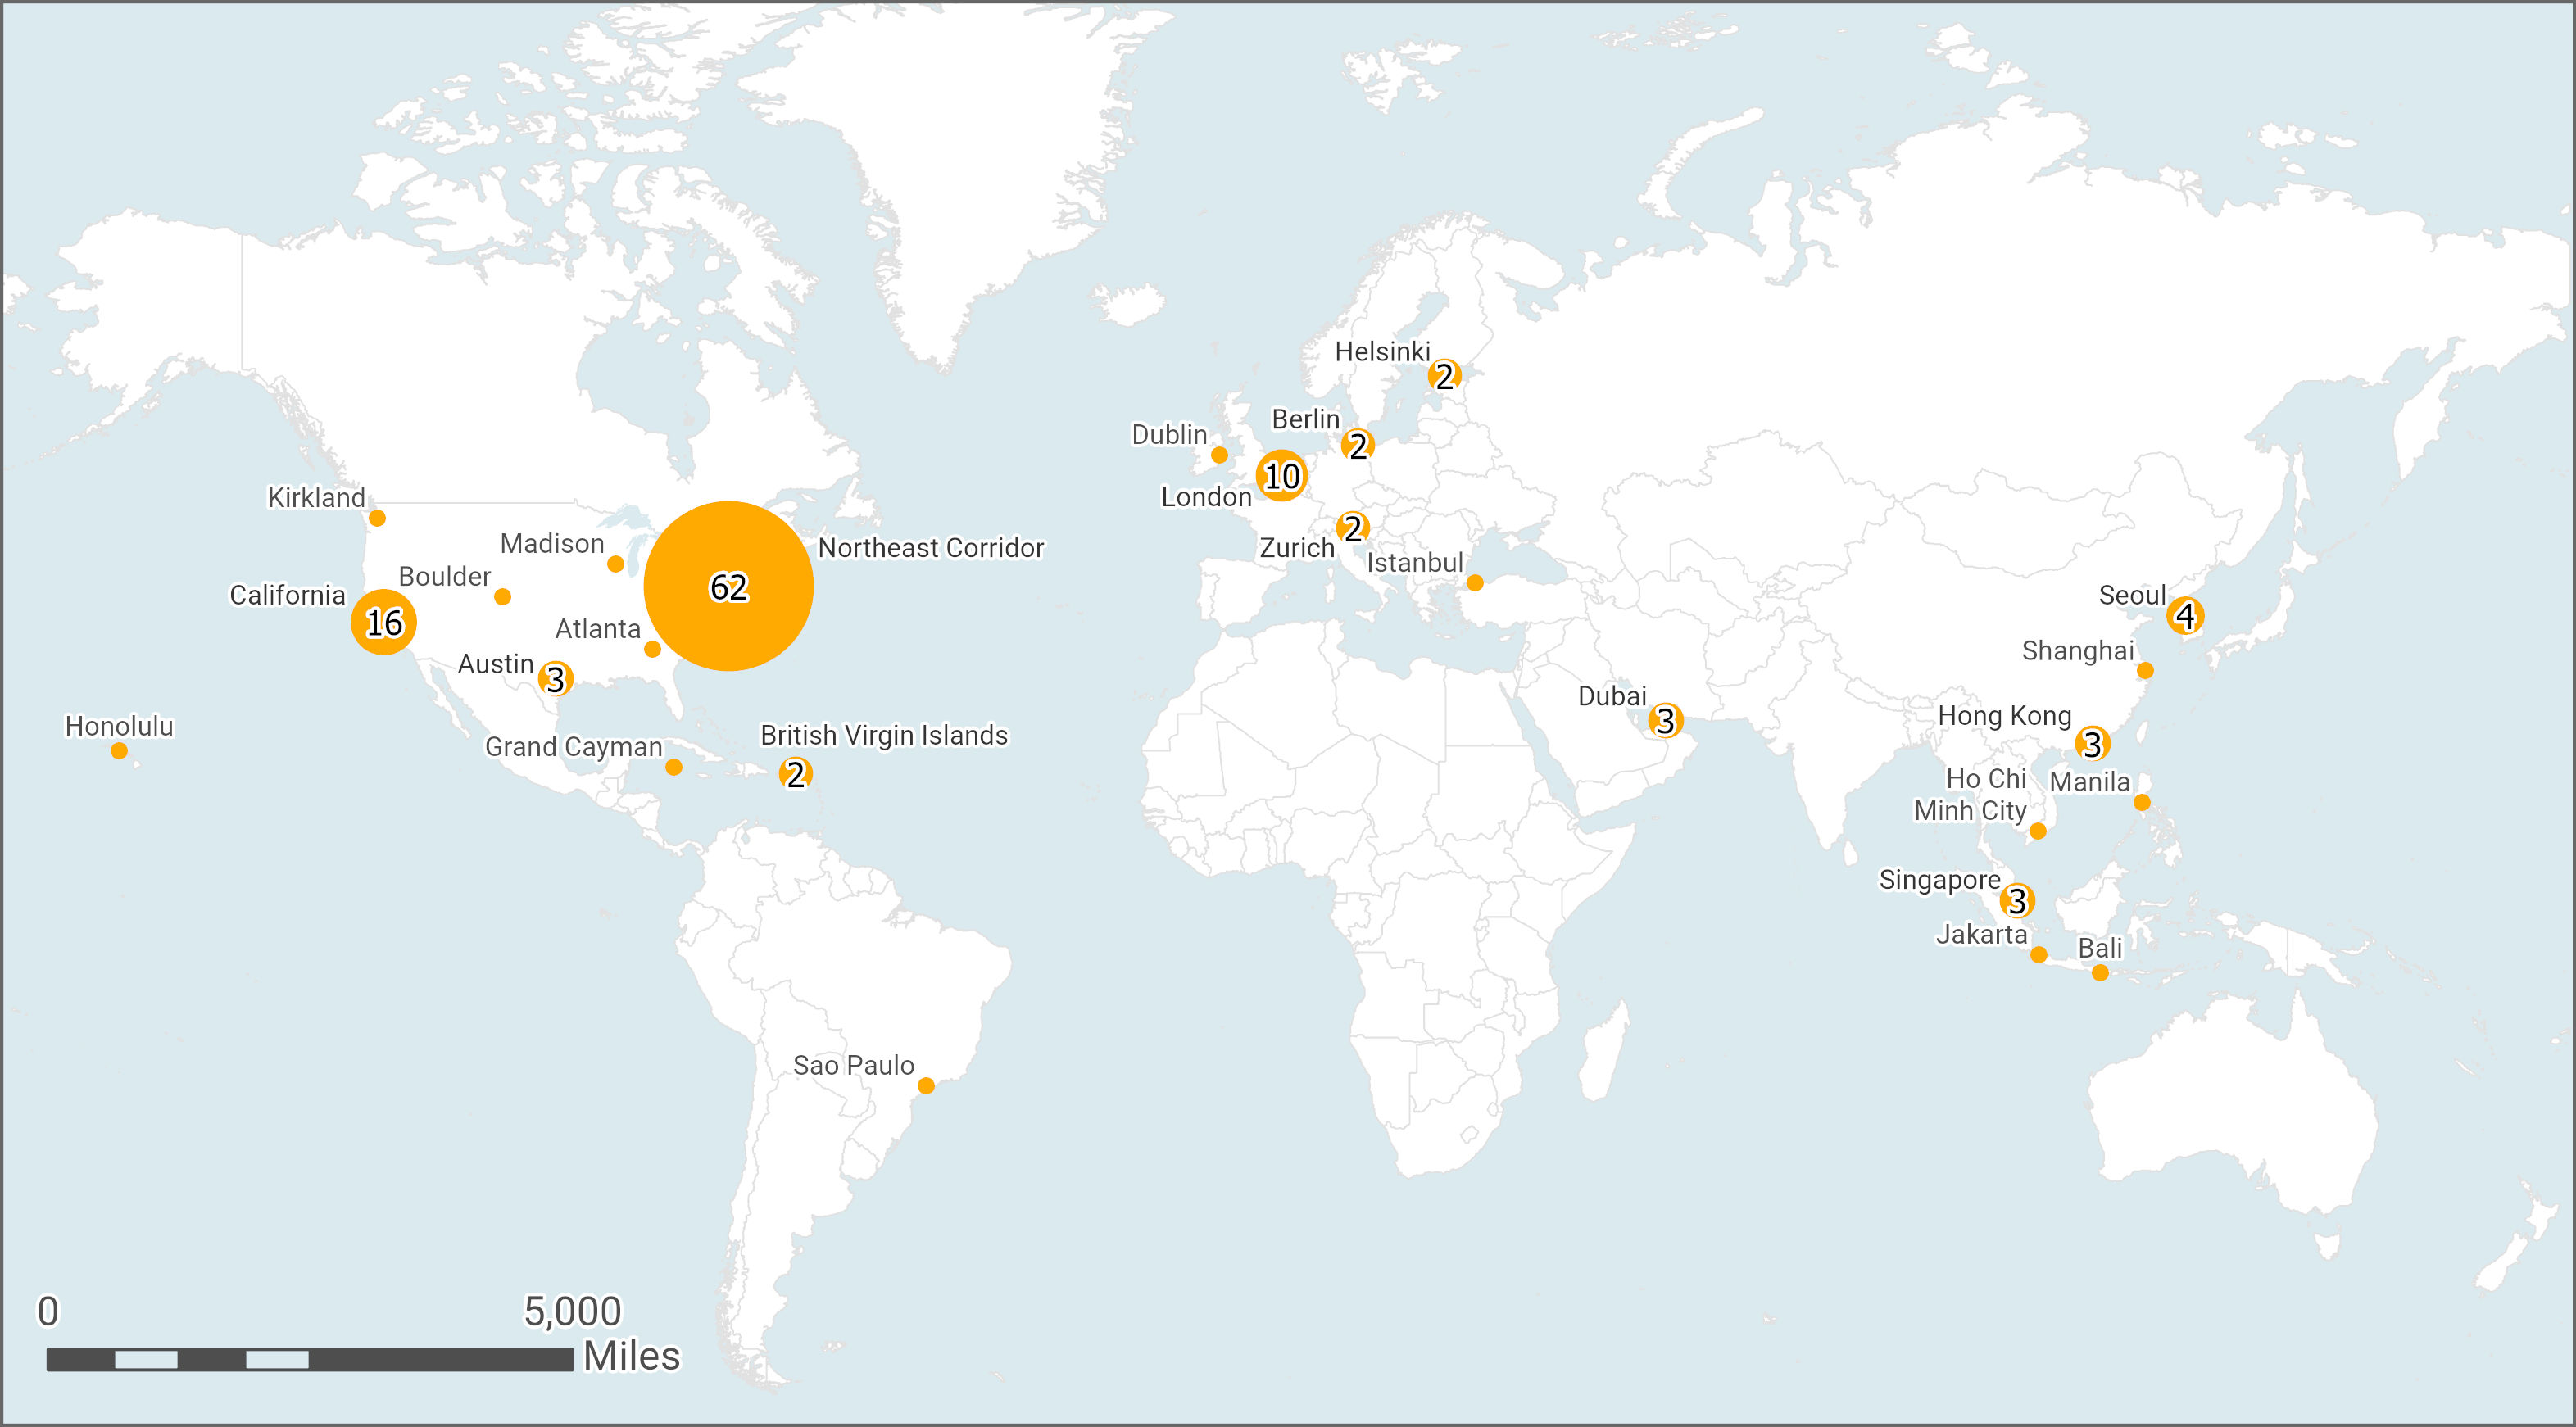 Helsinki
2
Berlin
2
Dublin
10
London
Kirkland
2
Zurich
Istanbul
Madison
Northeast Corridor
62
Boulder
California
16
Atlanta
Austin
3
Seoul
4
Shanghai
Dubai
3
Hong Kong
3
Honolulu
British Virgin Islands
2
Grand Cayman
Ho Chi
Minh City
Manila
Singapore
3
Jakarta
Bali
Sao Paulo
0
5,000
Miles